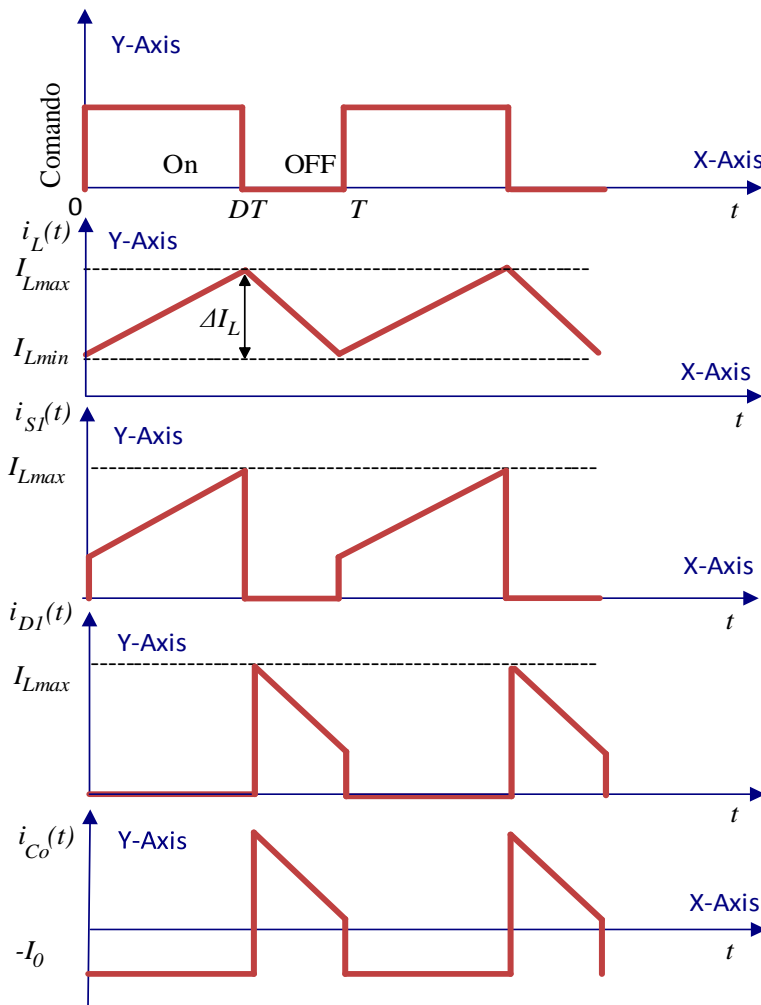 Y-Axis
Comando
On
OFF
X-Axis
0
DT
T
t
i_L(t)
Y-Axis
I_Lmax
ΔI_L
I_Lmin
X-Axis
t
i_S1(t)
Y-Axis
I_Lmax
X-Axis
t
i_D1(t)
Y-Axis
I_Lmax
X-Axis
t
i_Co(t)
Y-Axis
X-Axis
-I_0
t